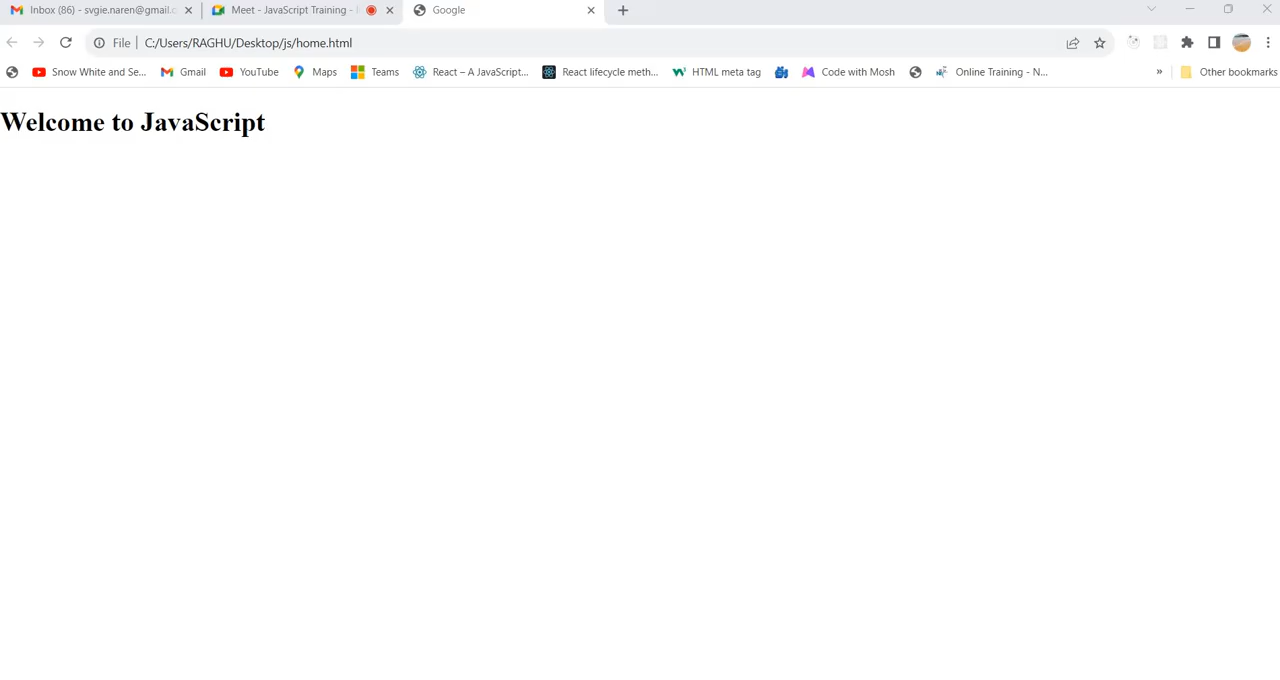 Inbox (86) - svgie.naren@gmail.c
Meet - JavaScript Training -
Google
File
C:/Users/RAGHU/Desktop/js/home.html
Snow White and Se...
Gmail
YouTube
Maps
Teams
React – A JavaScript...
React lifecycle meth...
HTML meta tag
Code with Mosh
Online Training - N...
»
Other bookmarks
Welcome to JavaScript